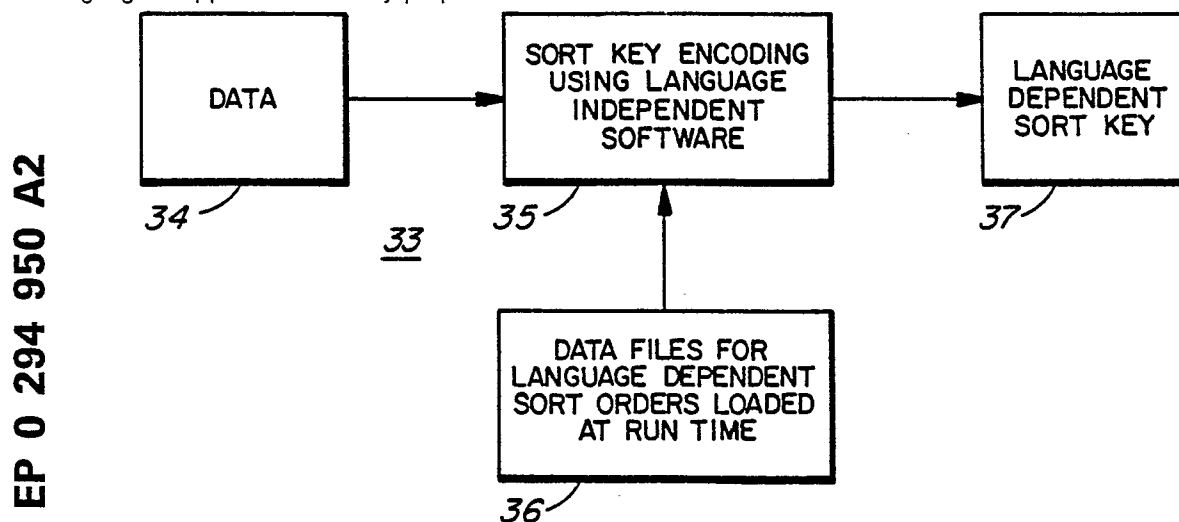 DATA
SORT KEY ENCODING
USING LANGUAGE
INDEPENDENT
SOFTWARE
LANGUAGE
DEPENDENT
SORT KEY
34
35
37
33
DATA FILES FOR
LANGUAGE DEPENDENT
SORT ORDERS LOADED
AT RUN TIME
36
EP 0 294 950 A2